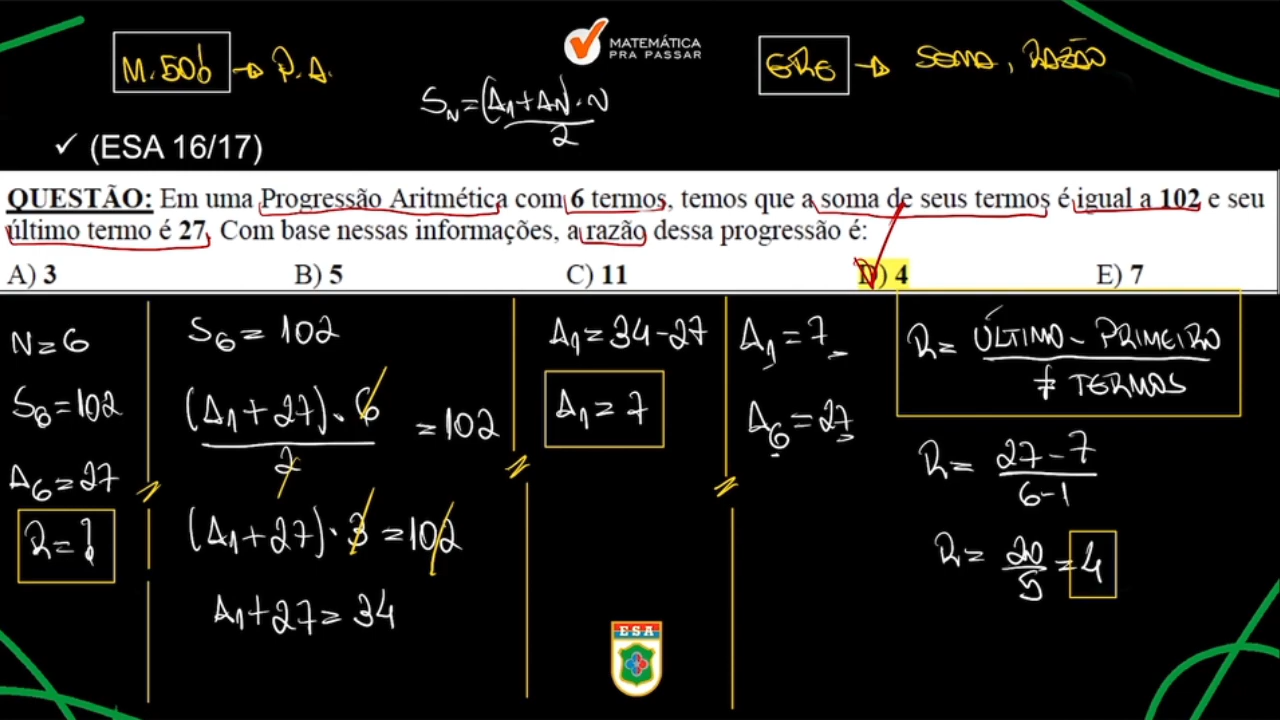 M.50b → P.A.
MATEMÁTICA
PRA PASSAR
GRG → SOMA, RAZÃO
S_N = (A1+AN)·N
2
✓ (ESA 16/17)
QUESTÃO: Em uma Progressão Aritmética com 6 termos, temos que a soma de seus termos é igual a 102 e seu
último termo é 27. Com base nessas informações, a razão dessa progressão é:
A) 3 B) 5 C) 11 D) 4 E) 7
N=6
S6=102
A6=27
R=?
S6=102
(A1+27)·6
2
=102
(A1+27)·3=102
A1+27=34
A1=34-27
A1=7
A1=7
A6=27
R= ÚLTIMO - PRIMEIRO
≠ TERMOS
R= 27-7
6-1
R= 20
5
=4
ESA